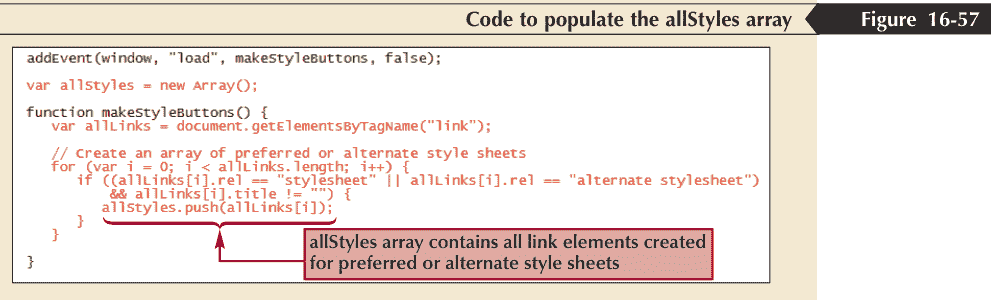 Code to populate the allStyles array
Figure 16-57
addEvent(window, "load", makeStyleButtons, false);
var allStyles = new Array();
function makeStyleButtons() {
var allLinks = document.getElementsByTagName("link");
// Create an array of preferred or alternate style sheets
for (var i = 0; i < allLinks.length; i++) {
if ((allLinks[i].rel == "stylesheet" || allLinks[i].rel == "alternate stylesheet")
&& allLinks[i].title != "") {
allStyles.push(allLinks[i]);
}
}
}
allStyles array contains all link elements created
for preferred or alternate style sheets